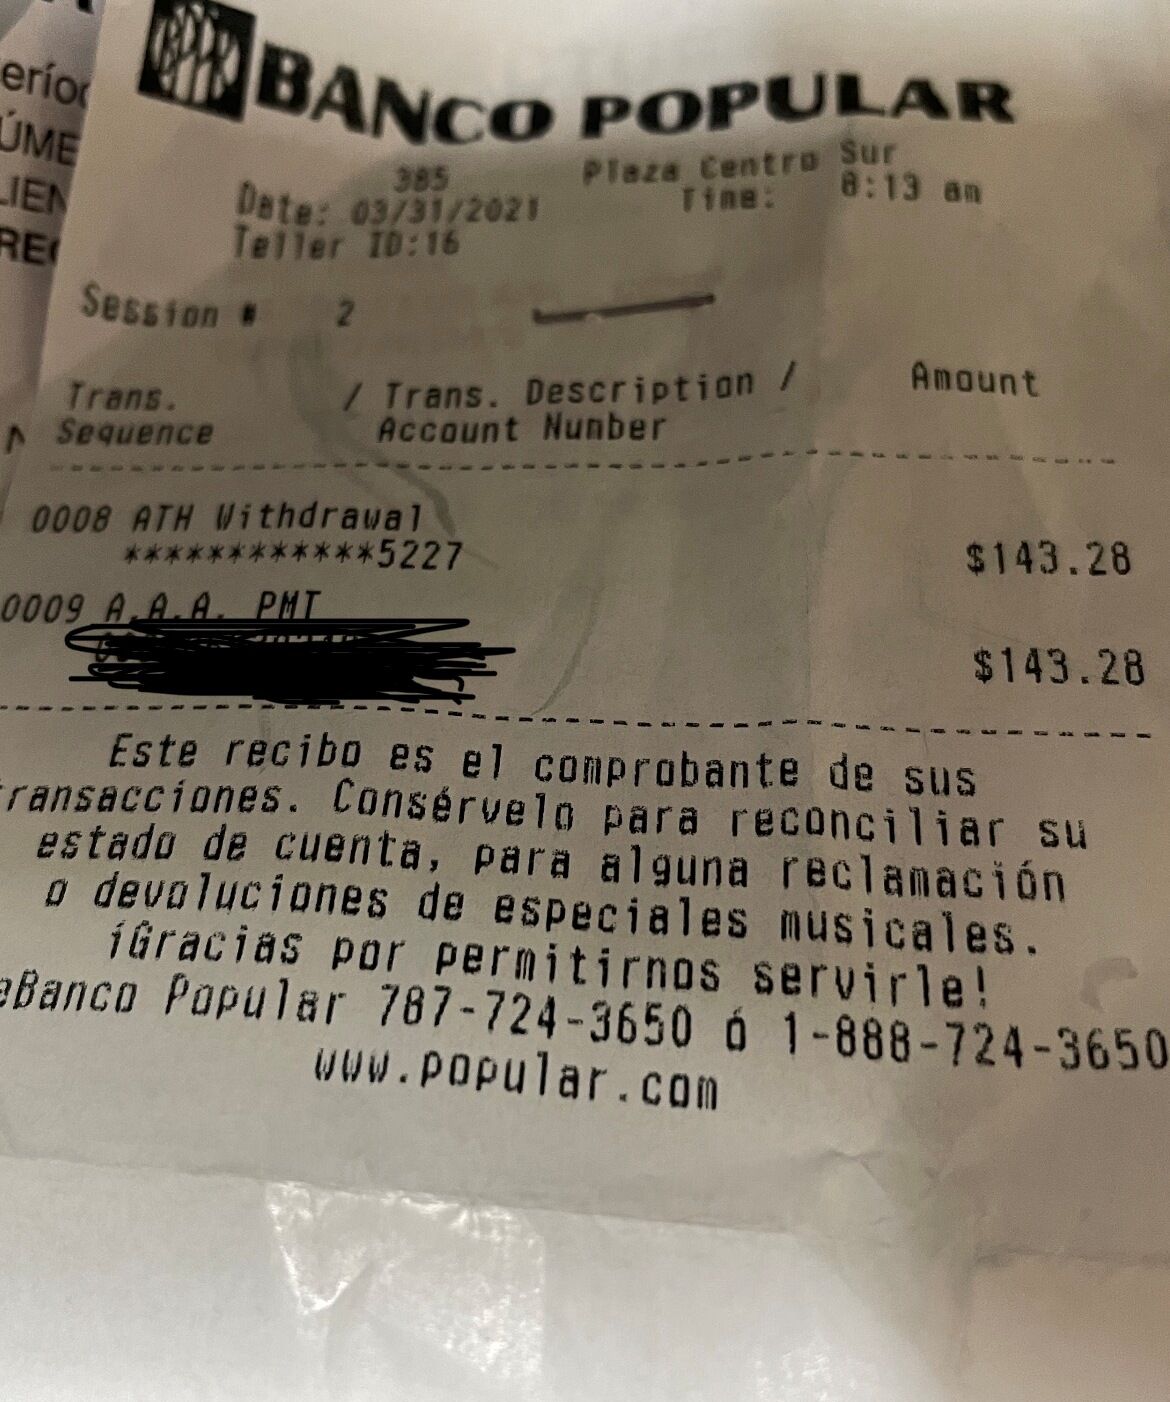 BANCO POPULAR
385 Plaza Centro Sur
Date: 03/31/2021 Time: 8:13 am
Teller ID:16
Session # 2
Trans. / Trans. Description / Amount
Sequence Account Number
0008 ATH Withdrawal
************5227 $143.28
0009 A.A.A. PMT
$143.28
Este recibo es el comprobante de sus
transacciones. Consérvelo para reconciliar su
estado de cuenta, para alguna reclamación
o devoluciones de especiales musicales.
¡Gracias por permitirnos servirle!
eBanco Popular 787-724-3650 ó 1-888-724-3650
www.popular.com